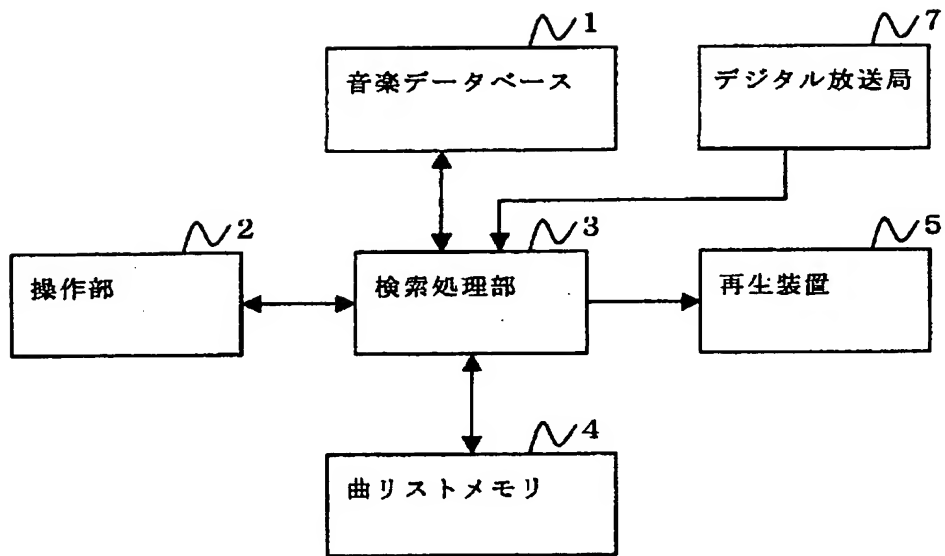 1
音楽データベース
7
デジタル放送局
2
操作部
3
検索処理部
5
再生装置
4
曲リストメモリ